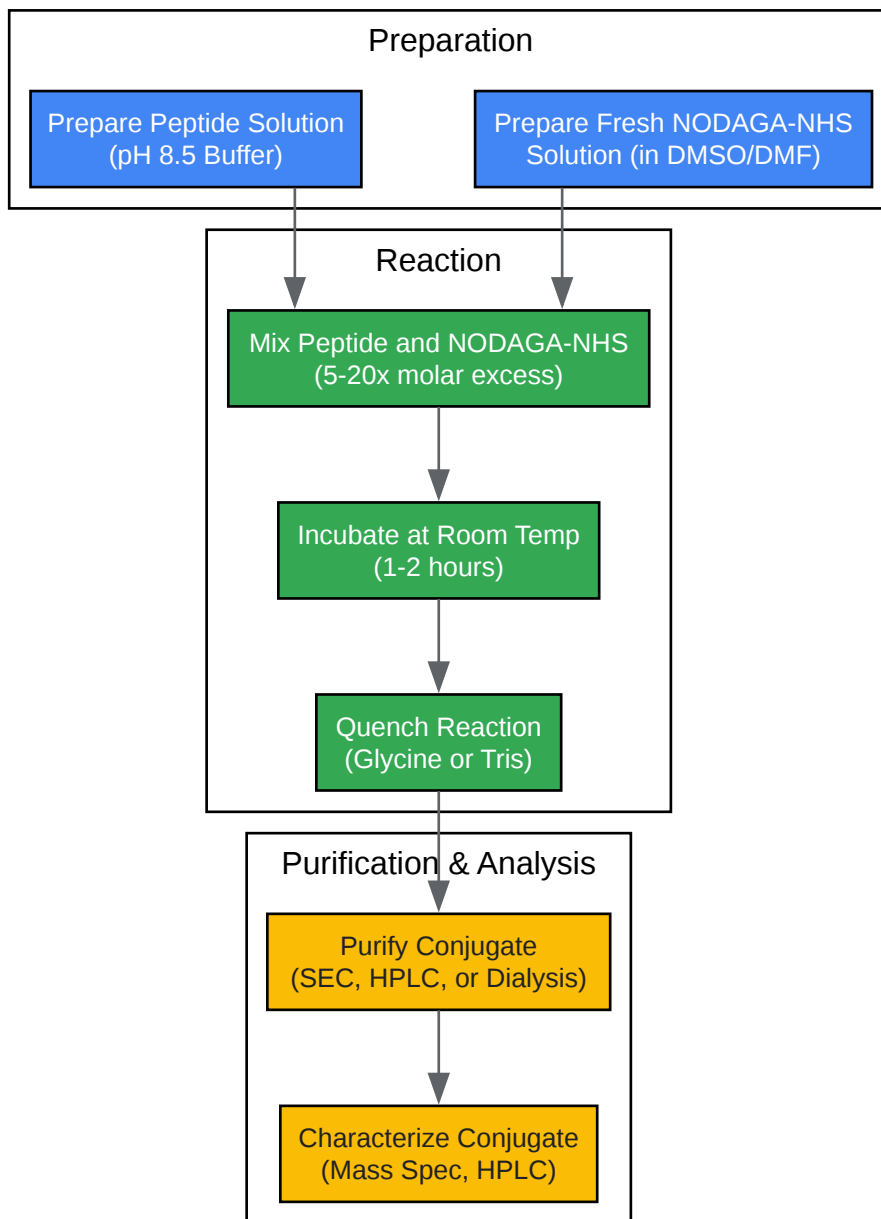 Preparation
Prepare Peptide Solution
(pH 8.5 Buffer)
Prepare Fresh NODAGA-NHS
Solution (in DMSO/DMF)
Reaction
Mix Peptide and NODAGA-NHS
(5-20x molar excess)
Incubate at Room Temp
(1-2 hours)
Quench Reaction
(Glycine or Tris)
Purification & Analysis
Purify Conjugate
(SEC, HPLC, or Dialysis)
Characterize Conjugate
(Mass Spec, HPLC)